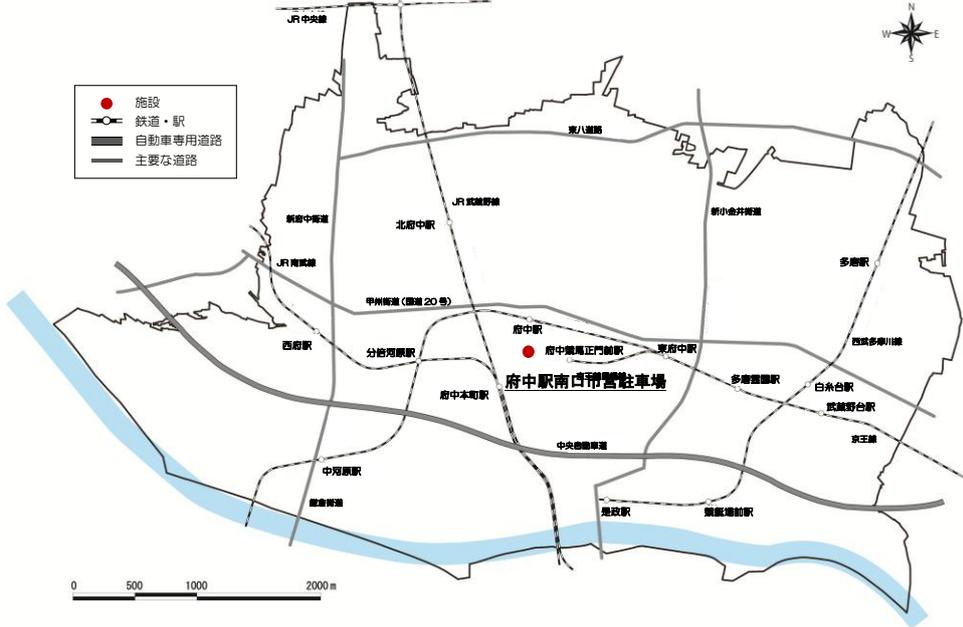 JR中央線
N
W
E
S
施設
鉄道・駅
自動車専用道路
主要な道路
東八道路
JR武蔵野線
新府中街道
北府中駅
新小金井街道
JR南武線
多磨駅
甲州街道(国道20号)
府中駅
西府駅
分倍河原駅
府中競馬正門前駅
東府中駅
西武多摩川線
府中駅南口市営駐車場
府中本町駅
多磨霊園駅
白糸台駅
武蔵野台駅
京王線
中央自動車道
中河原駅
鎌倉街道
是政駅
競艇場前駅
0
500
1000
2000m